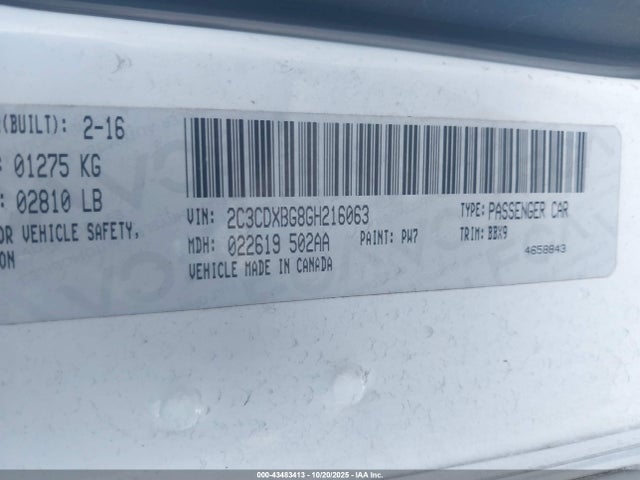 (BUILT): 2-16
: 01275 KG
: 02810 LB
OR VEHICLE SAFETY,
ON
VIN: 2C3CDXBG8GH216063
TYPE: PASSENGER CAR
MDH: 022619 502AA
PAINT: PW7
TRIM: BBX9
VEHICLE MADE IN CANADA
4658843
000-43483413 - 10/20/2025 - IAA Inc.